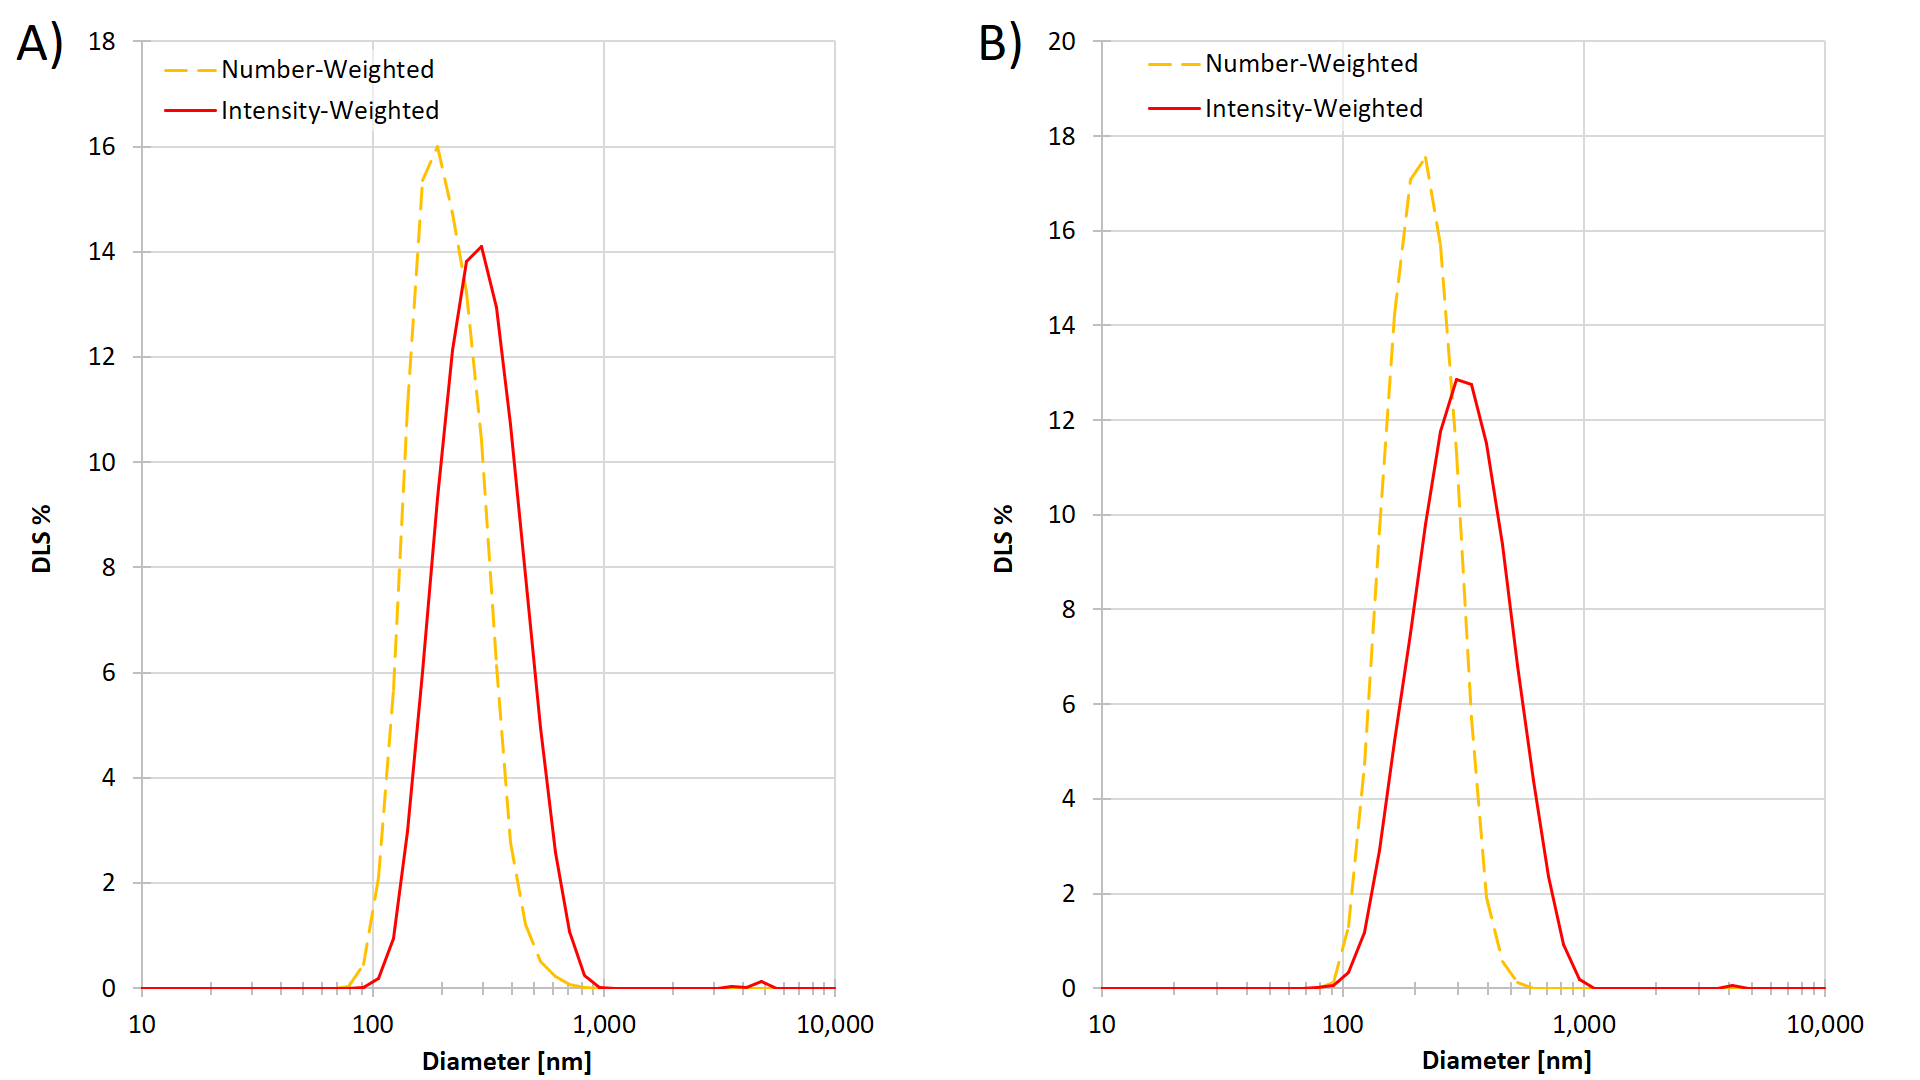 A)
18
16
14
12
10
8
6
4
2
0
DLS %
Number-Weighted
Intensity-Weighted
10
100
1,000
10,000
Diameter [nm]
B)
20
18
16
14
12
10
8
6
4
2
0
DLS %
Number-Weighted
Intensity-Weighted
10
100
1,000
10,000
Diameter [nm]